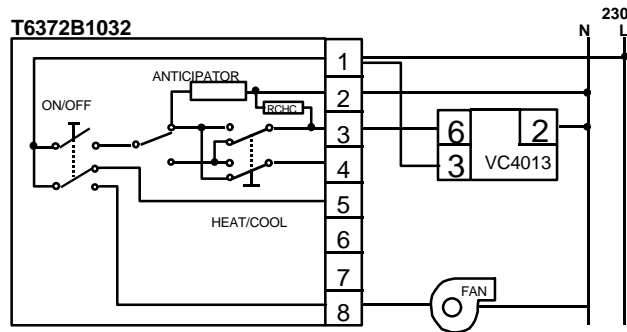 T6372B1032
230
N
L
1
ANTICIPATOR
2
RCHC
ON/OFF
3
6
2
4
3
VC4013
5
HEAT/COOL
6
7
FAN
8